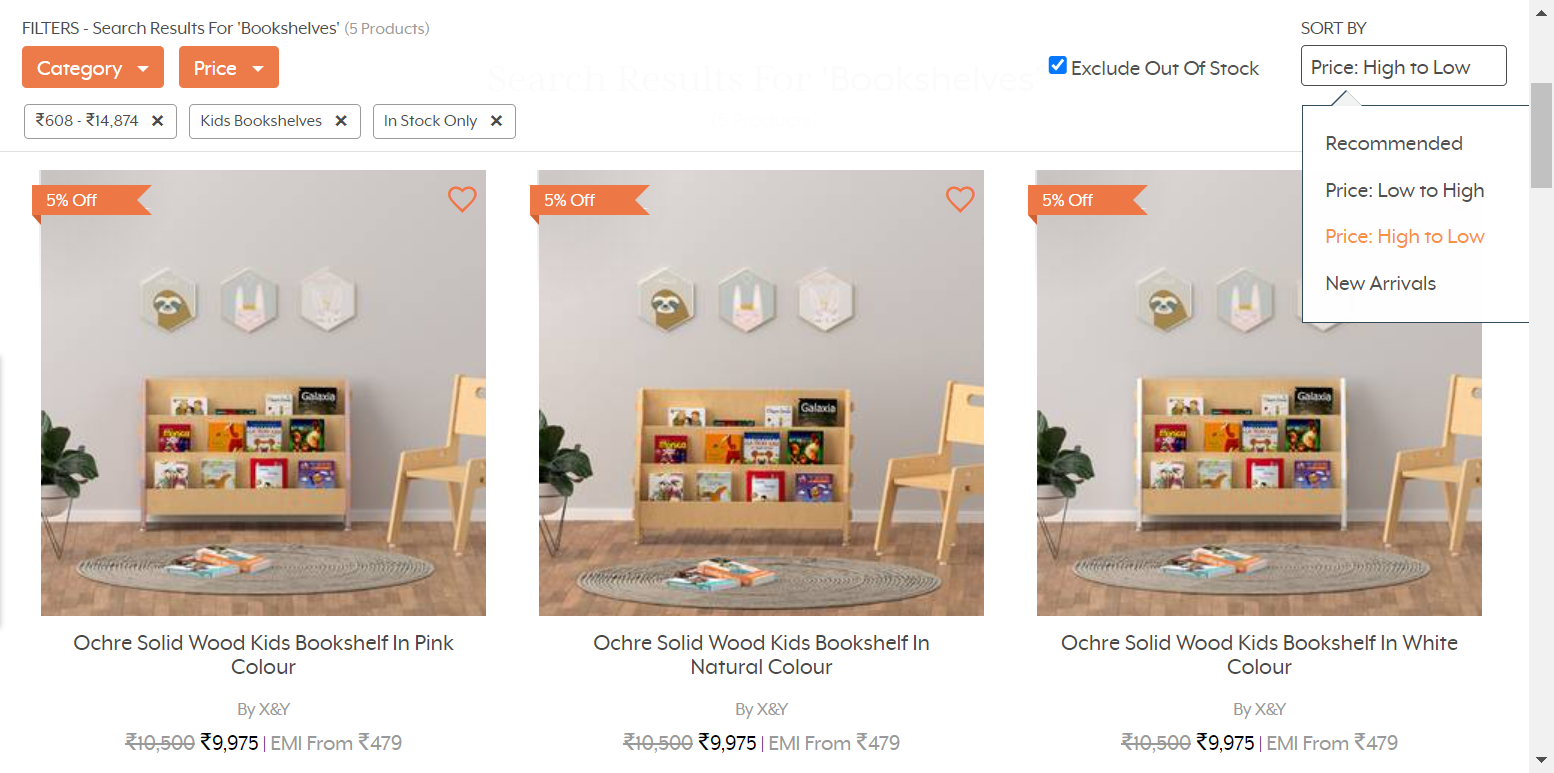 FILTERS - Search Results For 'Bookshelves' (5 Products)
SORT BY
Category
Price
Search Results For 'Bookshelves'
Exclude Out Of Stock
Price: High to Low
₹608 - ₹14,874 ✕
Kids Bookshelves ✕
In Stock Only ✕
Recommended
Price: Low to High
Price: High to Low
New Arrivals
5% Off
5% Off
5% Off
Galaxia
Galaxia
Galaxia
Ochre Solid Wood Kids Bookshelf In Pink
Colour
By X&Y
₹10,500 ₹9,975 | EMI From ₹479
Ochre Solid Wood Kids Bookshelf In
Natural Colour
By X&Y
₹10,500 ₹9,975 | EMI From ₹479
Ochre Solid Wood Kids Bookshelf In White
Colour
By X&Y
₹10,500 ₹9,975 | EMI From ₹479